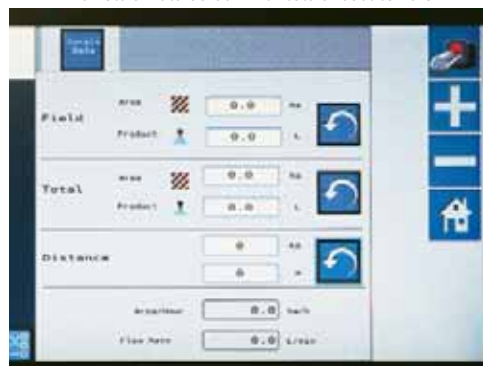 Data
Area 0.0 ha
Field
Product 0.0 L
Area 0.0 ha
Total
Product 0.0 L
0
Distance
0 m
Area/Hour 0.0 ha/h
Flow Rate 0.0 L/min